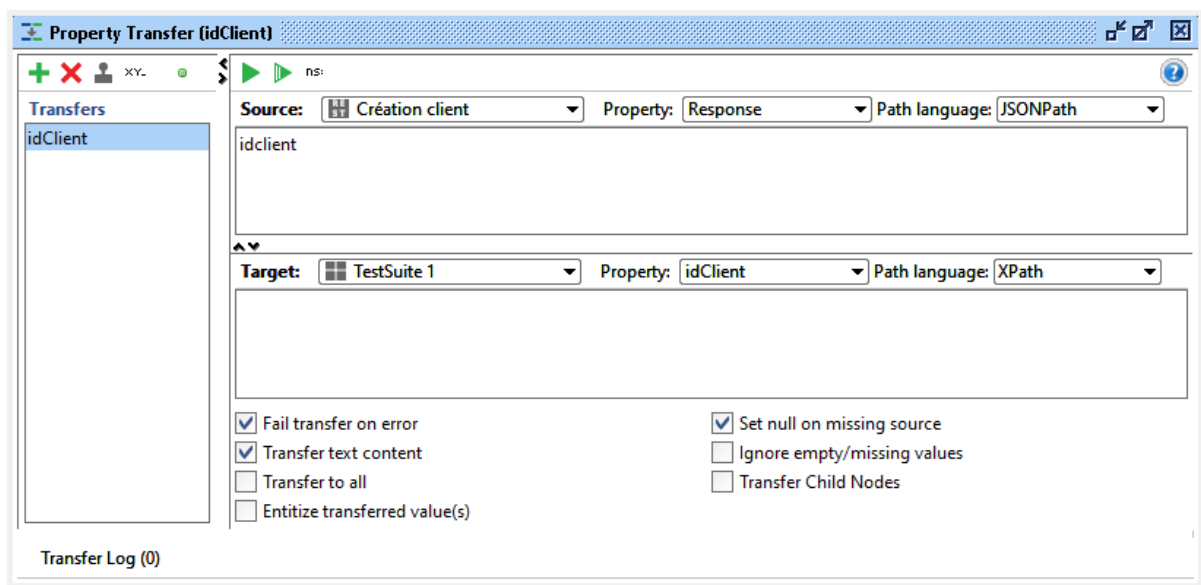 Property Transfer (idClient)
XY- ns: ?
Transfers
idClient
Source: Création client Property: Response Path language: JSONPath
idclient
Target: TestSuite 1 Property: idClient Path language: XPath
Fail transfer on error Set null on missing source
Transfer text content Ignore empty/missing values
Transfer to all Transfer Child Nodes
Entitize transferred value(s)
Transfer Log (0)